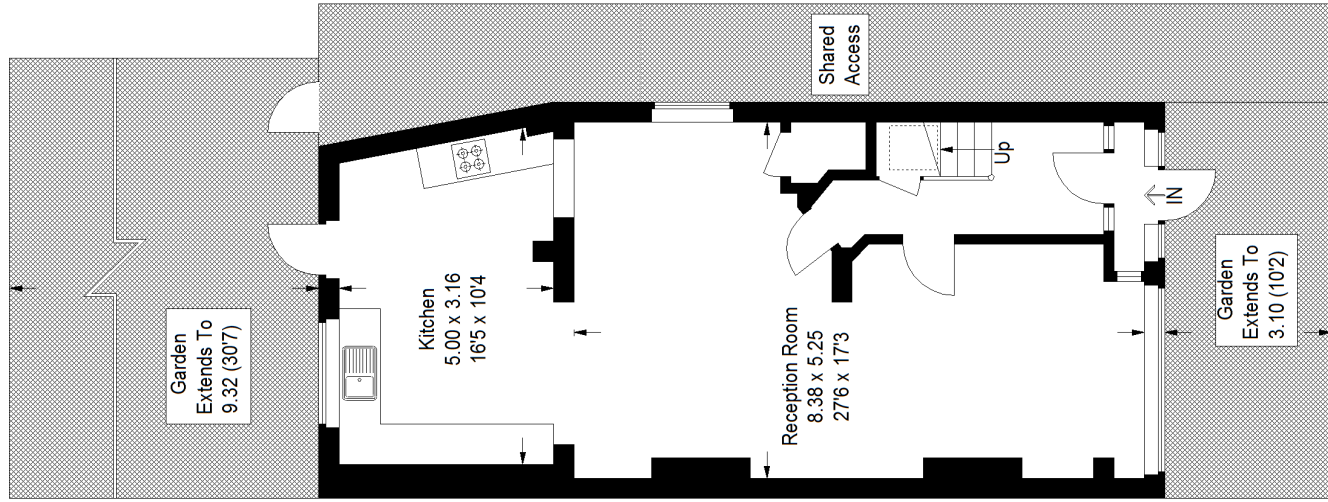 Shared
Access
Garden
Extends To
9.32 (30'7)
Kitchen
5.00 x 3.16
16'5 x 10'4
Reception Room
8.38 x 5.25
27'6 x 17'3
Up
IN
Garden
Extends To
3.10 (10'2)